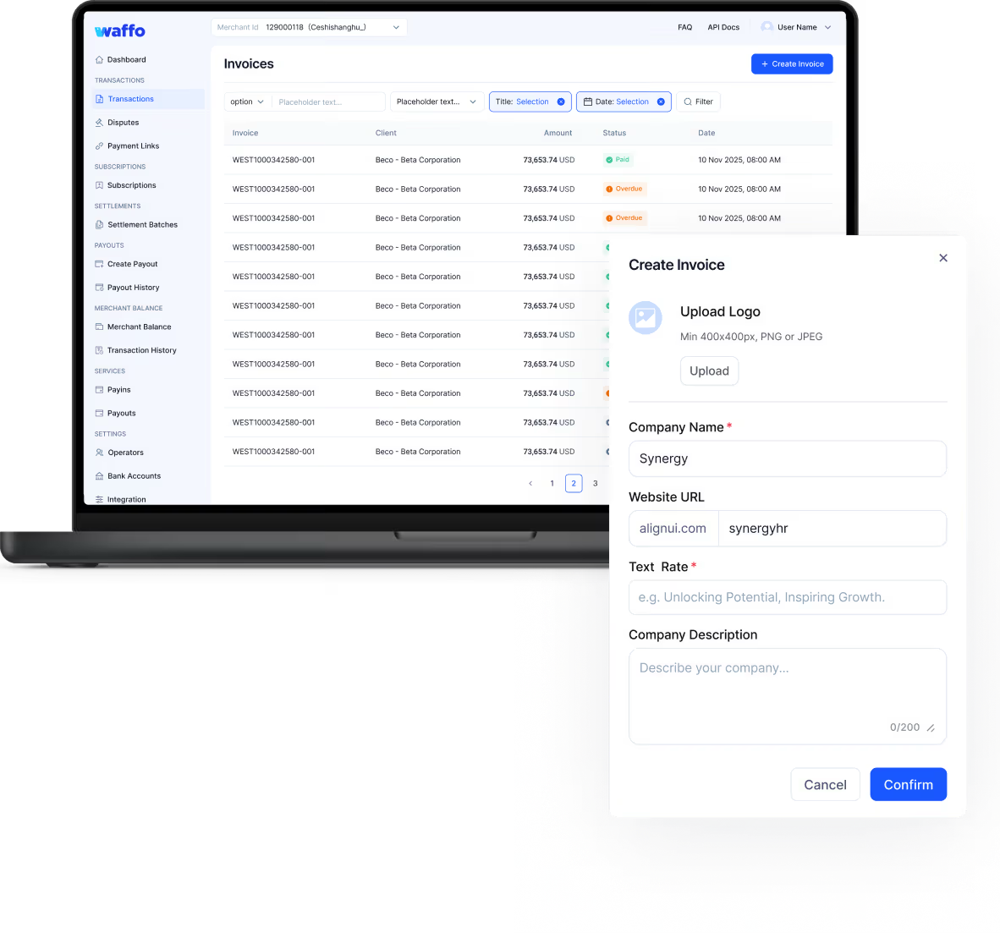 waffo
Merchant Id 129000118 (Ceshishanghu_)
FAQ API Docs User Name
Dashboard
TRANSACTIONS
Transactions
Disputes
Payment Links
SUBSCRIPTIONS
Subscriptions
SETTLEMENTS
Settlement Batches
PAYOUTS
Create Payout
Payout History
MERCHANT BALANCE
Merchant Balance
Transaction History
SERVICES
Payins
Payouts
SETTINGS
Operators
Bank Accounts
Integration
Invoices
+ Create Invoice
option Placeholder text... Placeholder text... Title: Selection Date: Selection Filter
Invoice Client Amount Status Date
WEST1000342580-001 Beco - Beta Corporation 73,653.74 USD Paid 10 Nov 2025, 08:00 AM
WEST1000342580-001 Beco - Beta Corporation 73,653.74 USD Overdue 10 Nov 2025, 08:00 AM
WEST1000342580-001 Beco - Beta Corporation 73,653.74 USD Overdue 10 Nov 2025, 08:00 AM
WEST1000342580-001 Beco - Beta Corporation 73,653.74 USD
WEST1000342580-001 Beco - Beta Corporation 73,653.74 USD
WEST1000342580-001 Beco - Beta Corporation 73,653.74 USD
WEST1000342580-001 Beco - Beta Corporation 73,653.74 USD
WEST1000342580-001 Beco - Beta Corporation 73,653.74 USD
WEST1000342580-001 Beco - Beta Corporation 73,653.74 USD
WEST1000342580-001 Beco - Beta Corporation 73,653.74 USD
WEST1000342580-001 Beco - Beta Corporation 73,653.74 USD
1 2 3
Create Invoice
Upload Logo
Min 400x400px, PNG or JPEG
Upload
Company Name *
Synergy
Website URL
alignui.com synergyhr
Text Rate *
e.g. Unlocking Potential, Inspiring Growth.
Company Description
Describe your company...
0/200
Cancel Confirm